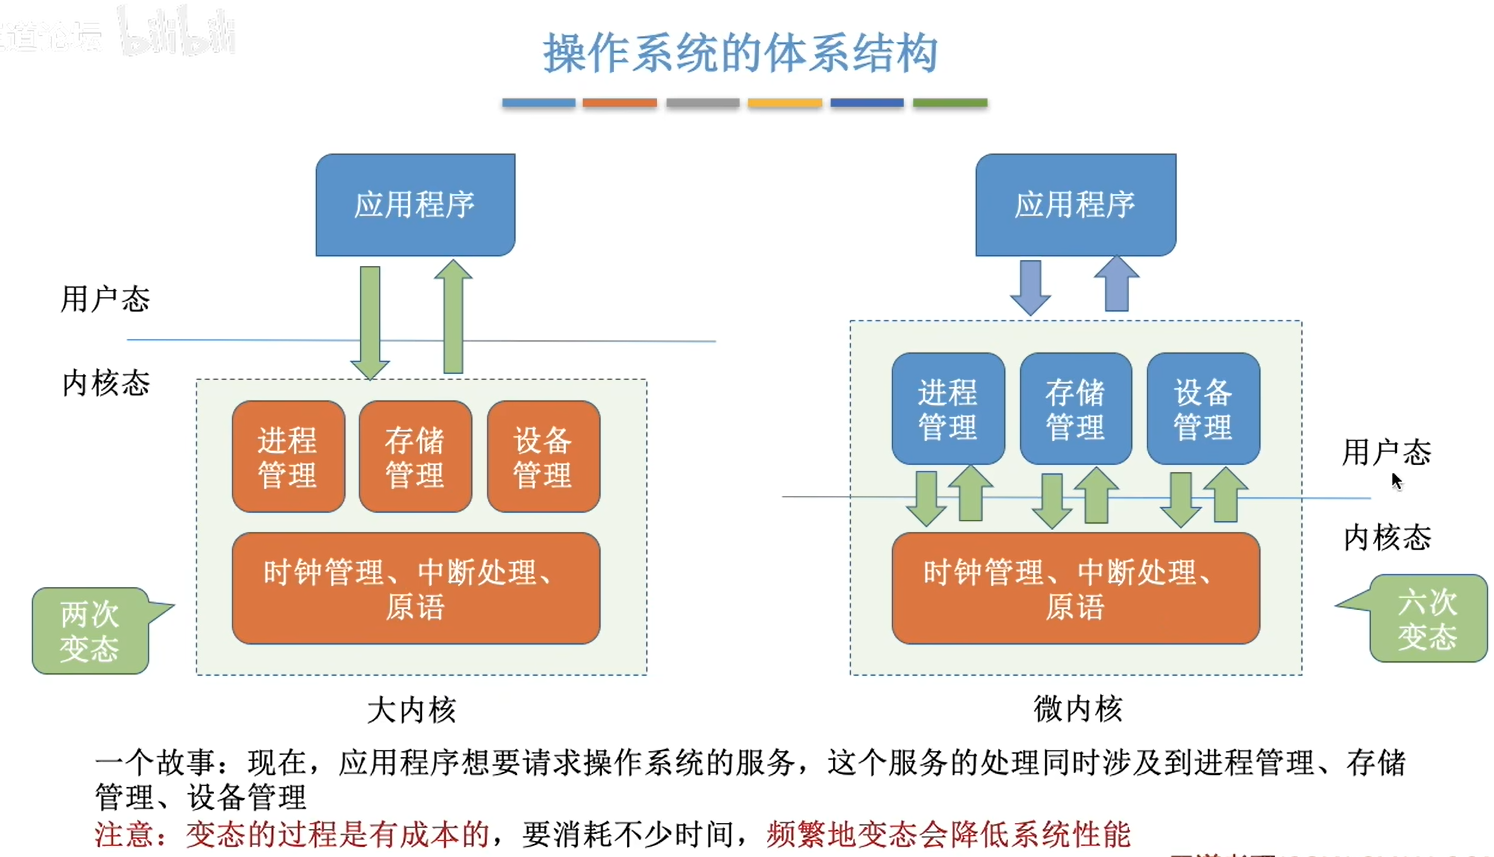 道论坛 bilibili
操作系统的体系结构
应用程序
应用程序
用户态
内核态
进程
管理
存储
管理
设备
管理
进程
管理
存储
管理
设备
管理
用户态
内核态
时钟管理、中断处理、
原语
时钟管理、中断处理、
原语
两次
变态
六次
变态
大内核
微内核
一个故事：现在，应用程序想要请求操作系统的服务，这个服务的处理同时涉及到进程管理、存储
管理、设备管理
注意：变态的过程是有成本的，要消耗不少时间，频繁地变态会降低系统性能